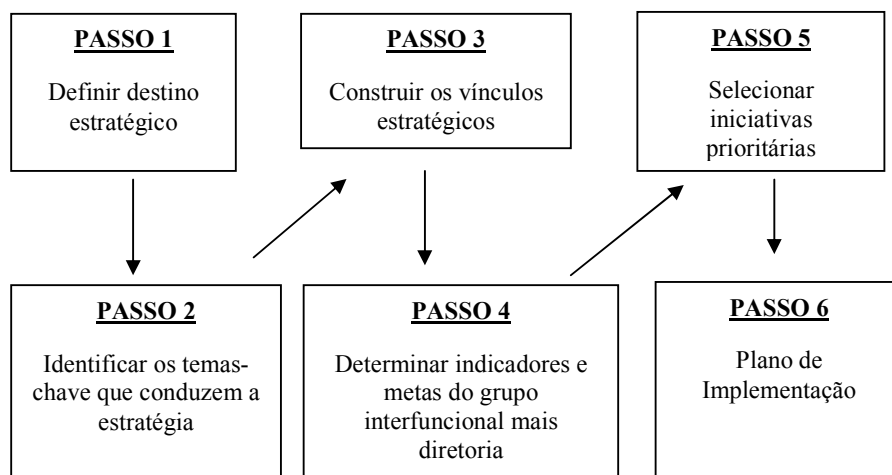 PASSO 1
Definir destino
estratégico
PASSO 2
Identificar os temas-
chave que conduzem a
estratégia
PASSO 3
Construir os vínculos
estratégicos
PASSO 4
Determinar indicadores e
metas do grupo
interfuncional mais
diretoria
PASSO 5
Selecionar
iniciativas
prioritárias
PASSO 6
Plano de
Implementação